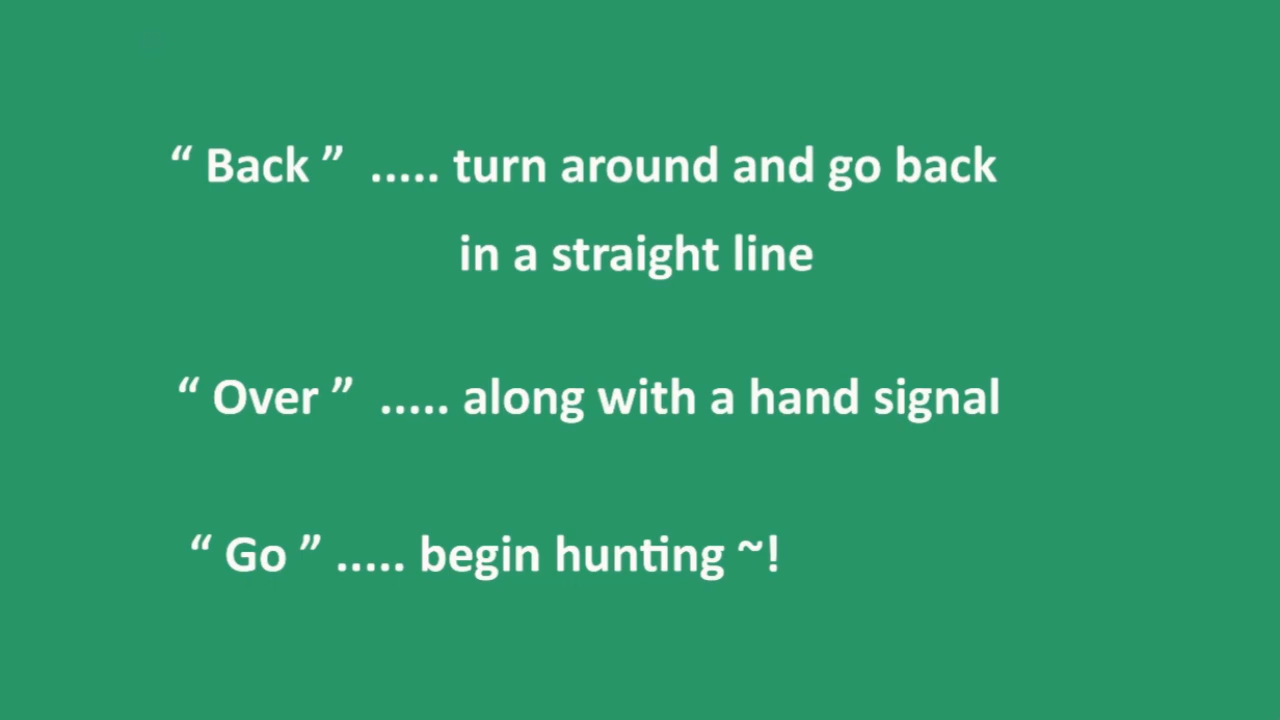 “ Back ” ..... turn around and go back
in a straight line
“ Over ” ..... along with a hand signal
“ Go ” ..... begin hunting ~!